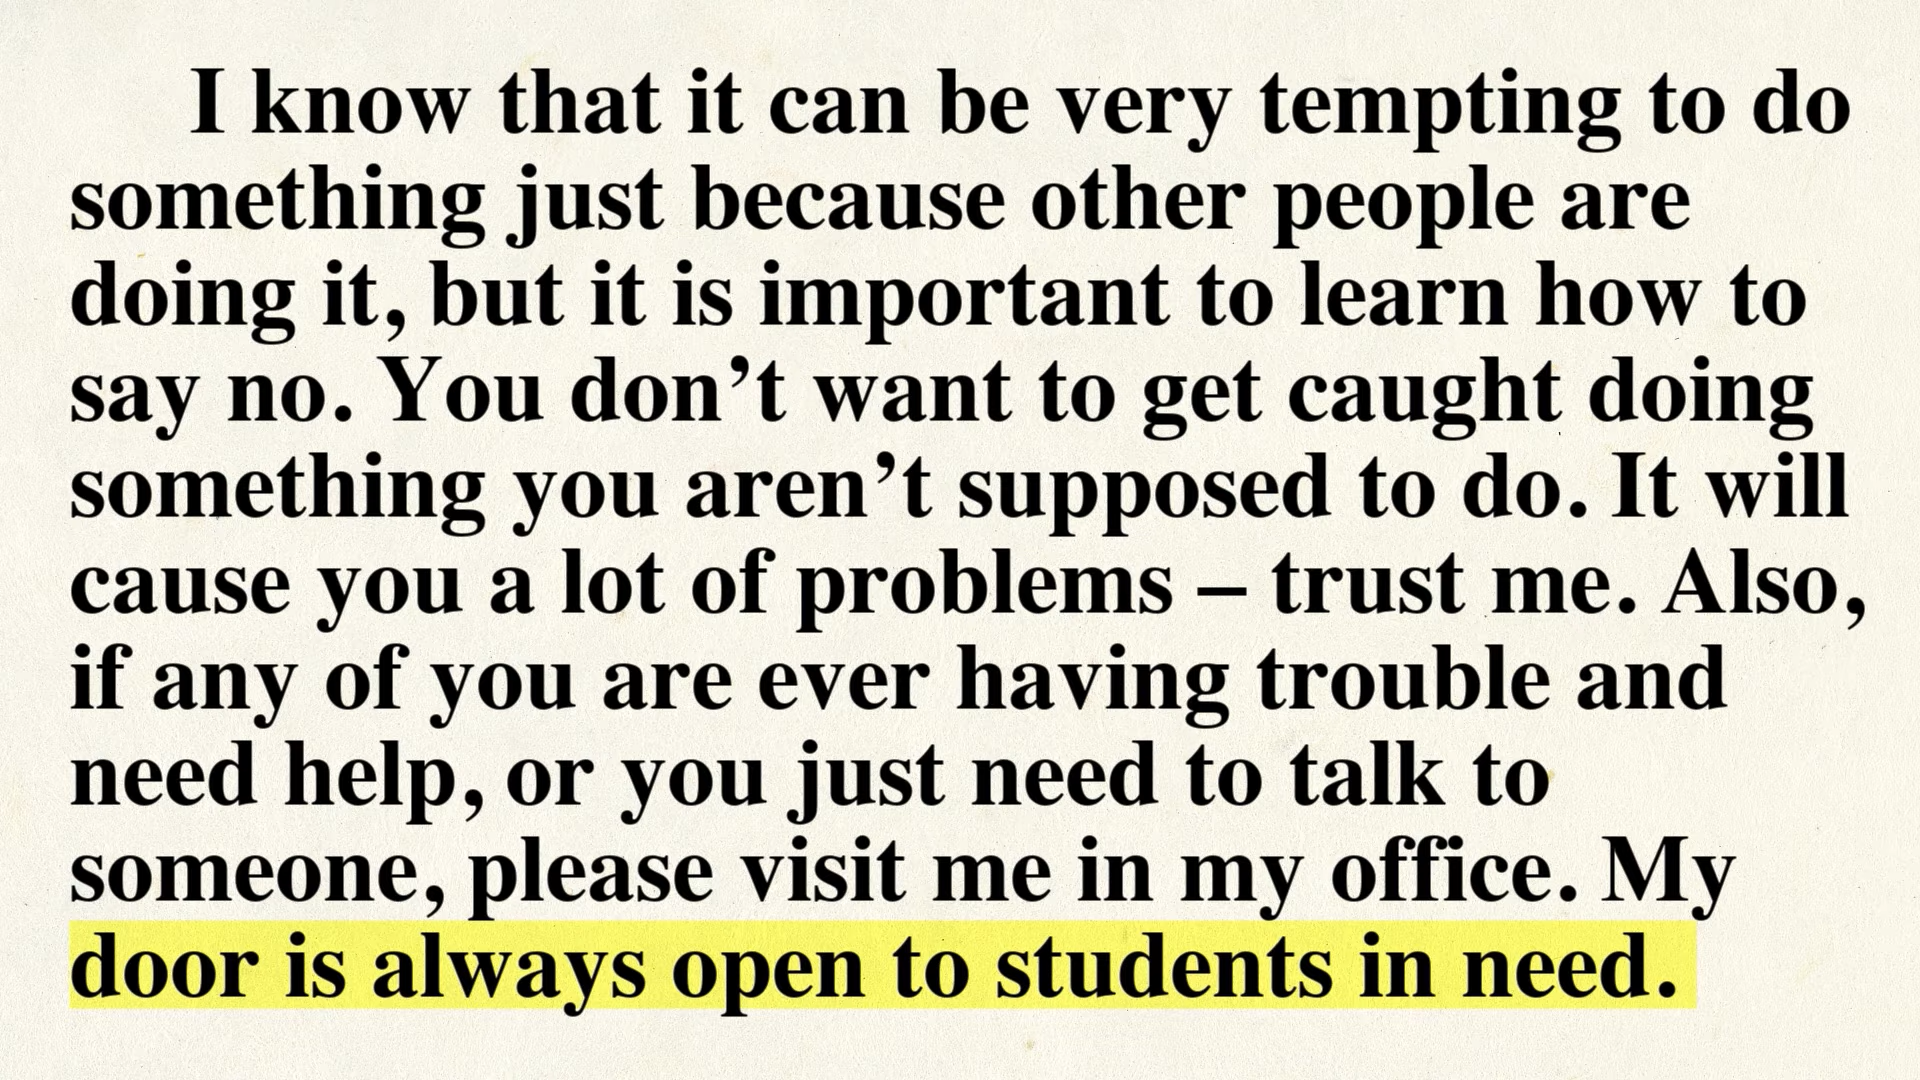 I know that it can be very tempting to do
something just because other people are
doing it, but it is important to learn how to
say no. You don’t want to get caught doing
something you aren’t supposed to do. It will
cause you a lot of problems – trust me. Also,
if any of you are ever having trouble and
need help, or you just need to talk to
someone, please visit me in my office. My
door is always open to students in need.